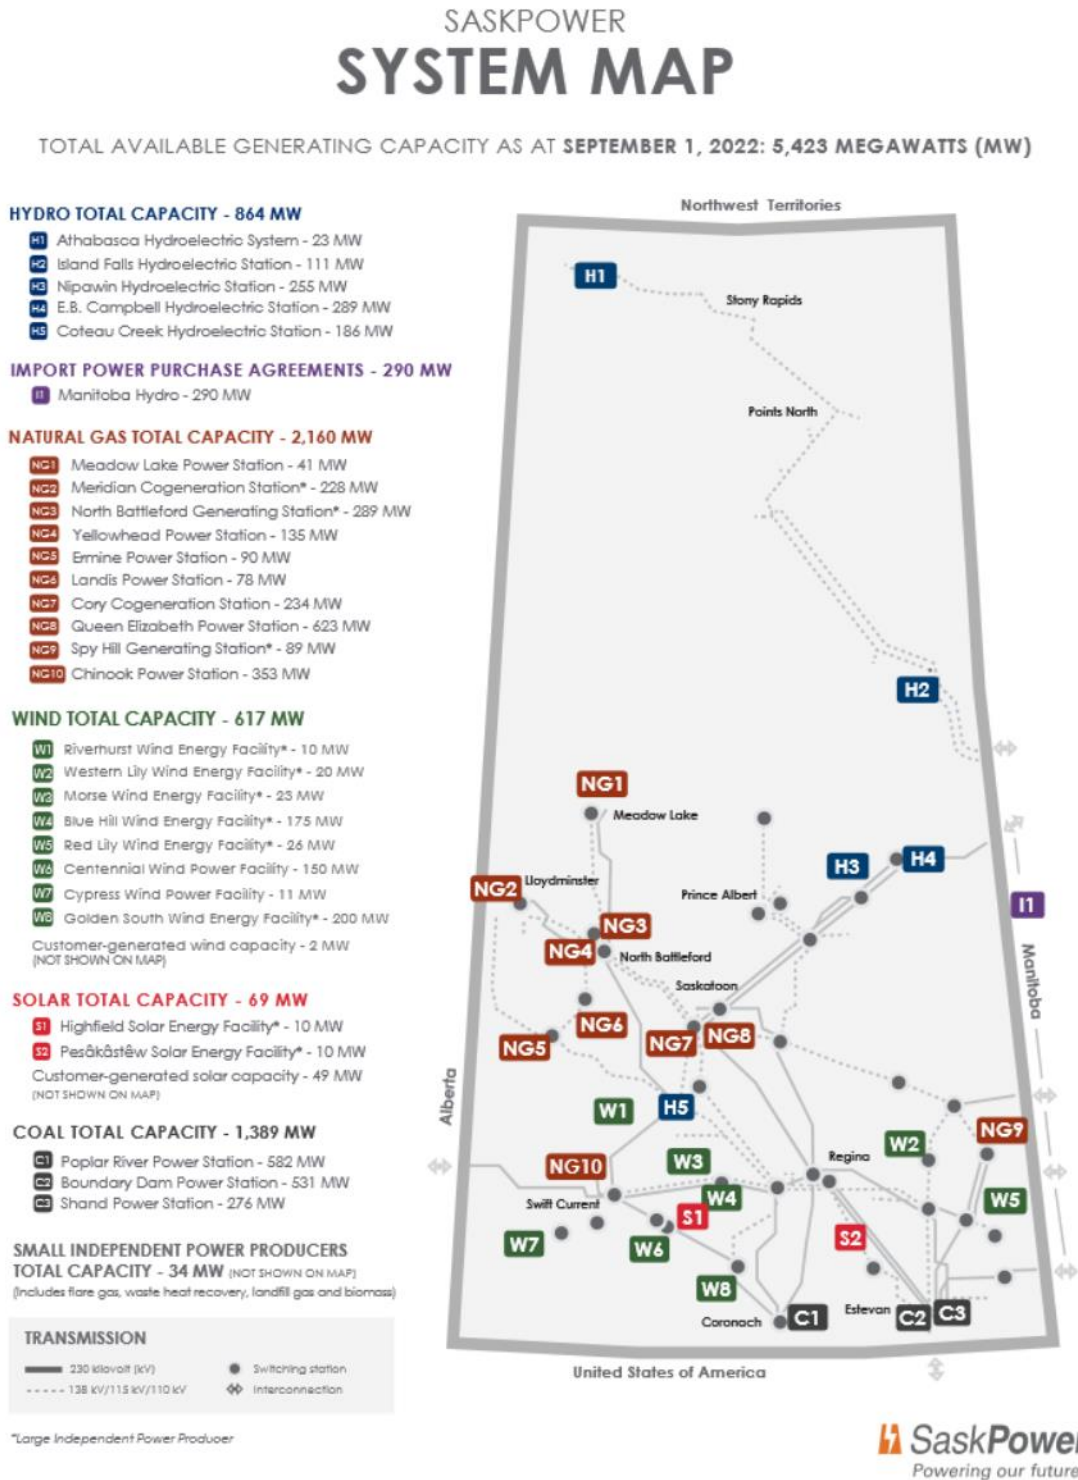 SASKPOWER
SYSTEM MAP
TOTAL AVAILABLE GENERATING CAPACITY AS AT SEPTEMBER 1, 2022: 5,423 MEGAWATTS (MW)
HYDRO TOTAL CAPACITY - 864 MW
H1 Athabasca Hydroelectric System - 23 MW
H2 Island Falls Hydroelectric Station - 111 MW
H3 Nipawin Hydroelectric Station - 255 MW
H4 E.B. Campbell Hydroelectric Station - 289 MW
H5 Coteau Creek Hydroelectric Station - 186 MW
IMPORT POWER PURCHASE AGREEMENTS - 290 MW
I1 Manitoba Hydro - 290 MW
NATURAL GAS TOTAL CAPACITY - 2,160 MW
NG1 Meadow Lake Power Station - 41 MW
NG2 Meridian Cogeneration Station* - 228 MW
NG3 North Battleford Generating Station* - 289 MW
NG4 Yellowhead Power Station - 135 MW
NG5 Ermine Power Station - 90 MW
NG6 Landis Power Station - 78 MW
NG7 Cory Cogeneration Station - 234 MW
NG8 Queen Elizabeth Power Station - 623 MW
NG9 Spy Hill Generating Station* - 89 MW
NG10 Chinook Power Station - 353 MW
WIND TOTAL CAPACITY - 617 MW
W1 Riverhurst Wind Energy Facility* - 10 MW
W2 Western Lily Wind Energy Facility* - 20 MW
W3 Morse Wind Energy Facility* - 23 MW
W4 Blue Hill Wind Energy Facility* - 175 MW
W5 Red Lily Wind Energy Facility* - 26 MW
W6 Centennial Wind Power Facility - 150 MW
W7 Cypress Wind Power Facility - 11 MW
W8 Golden South Wind Energy Facility* - 200 MW
Customer-generated wind capacity - 2 MW
(NOT SHOWN ON MAP)
SOLAR TOTAL CAPACITY - 69 MW
S1 Highfield Solar Energy Facility* - 10 MW
S2 Pesâkâstêw Solar Energy Facility* - 10 MW
Customer-generated solar capacity - 49 MW
(NOT SHOWN ON MAP)
COAL TOTAL CAPACITY - 1,389 MW
C1 Poplar River Power Station - 582 MW
C2 Boundary Dam Power Station - 531 MW
C3 Shand Power Station - 276 MW
SMALL INDEPENDENT POWER PRODUCERS
TOTAL CAPACITY - 34 MW (NOT SHOWN ON MAP)
(Includes flare gas, waste heat recovery, landfill gas and biomass)
TRANSMISSION
230 kilovolt (kV)
Switching station
138 kV/115 kV/110 kV
Interconnection
*Large Independent Power Producer
Northwest Territories
H1
Stony Rapids
Points North
H2
NG1
Meadow Lake
H3
H4
NG2
Lloydminster
Prince Albert
I1
NG3
NG4
North Battleford
Manitoba
Saskatoon
NG6
NG5
NG7
NG8
Alberta
W1
H5
NG9
W2
Regina
NG10
W3
W4
W5
Swift Current
S1
W7
W6
S2
W8
Coronach
C1
Estevan
C2
C3
United States of America
SaskPower
Powering our future